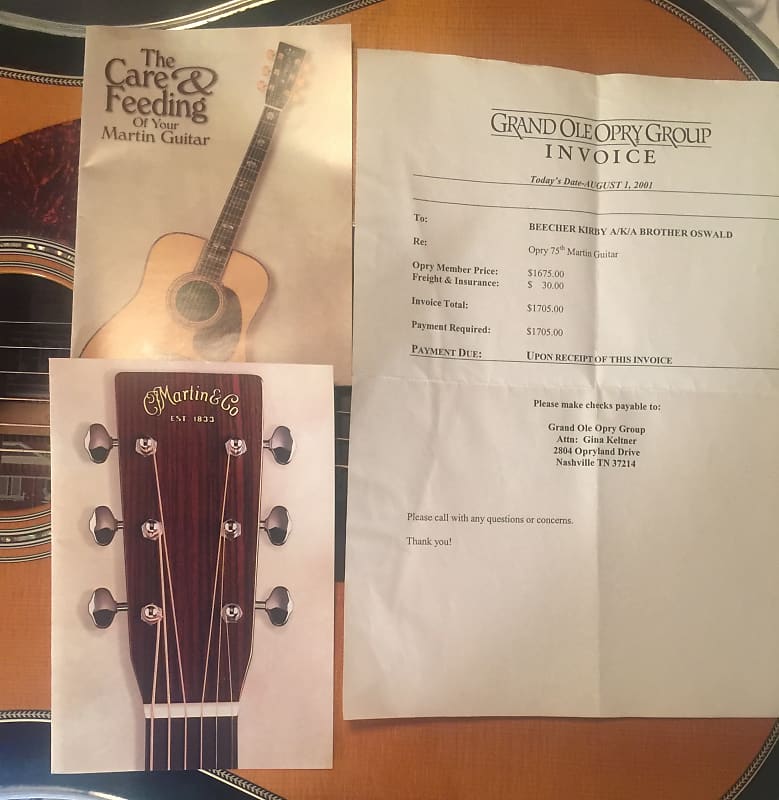 The
Care &
Feeding
Of Your
Martin Guitar
C.F. Martin & Co
EST. 1833
GRAND OLE OPRY GROUP
INVOICE
Today's Date-AUGUST 1, 2001
To: BEECHER KIRBY A/K/A BROTHER OSWALD
Re: Opry 75th Martin Guitar
Opry Member Price: $1675.00
Freight & Insurance: $ 30.00
Invoice Total: $1705.00
Payment Required: $1705.00
PAYMENT DUE: UPON RECEIPT OF THIS INVOICE
Please make checks payable to:
Grand Ole Opry Group
Attn: Gina Keltner
2804 Opryland Drive
Nashville TN 37214
Please call with any questions or concerns.
Thank you!